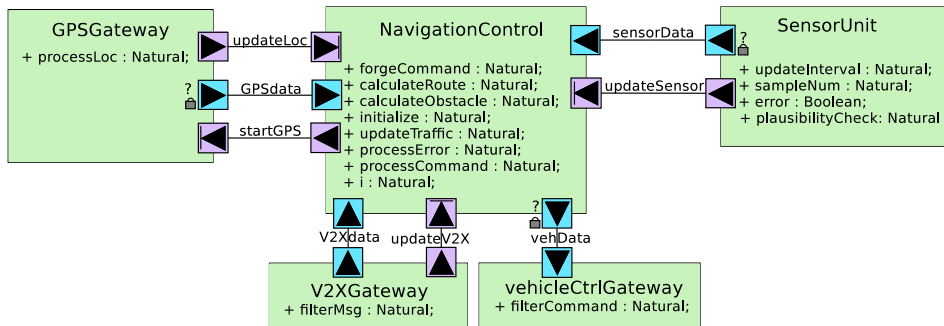 GPSGateway
+ processLoc : Natural;
updateLoc
?
GPSdata
startGPS
NavigationControl
+ forgeCommand : Natural;
+ calculateRoute : Natural;
+ calculateObstacle : Natural;
+ initialize : Natural;
+ updateTraffic : Natural;
+ processError : Natural;
+ processCommand : Natural;
+ i : Natural;
sensorData
?
updateSensor
SensorUnit
+ updateInterval : Natural;
+ sampleNum : Natural;
+ error : Boolean;
+ plausibilityCheck: Natural
V2Xdata
updateV2X
?
vehData
V2XGateway
+ filterMsg : Natural;
vehicleCtrlGateway
+ filterCommand : Natural;